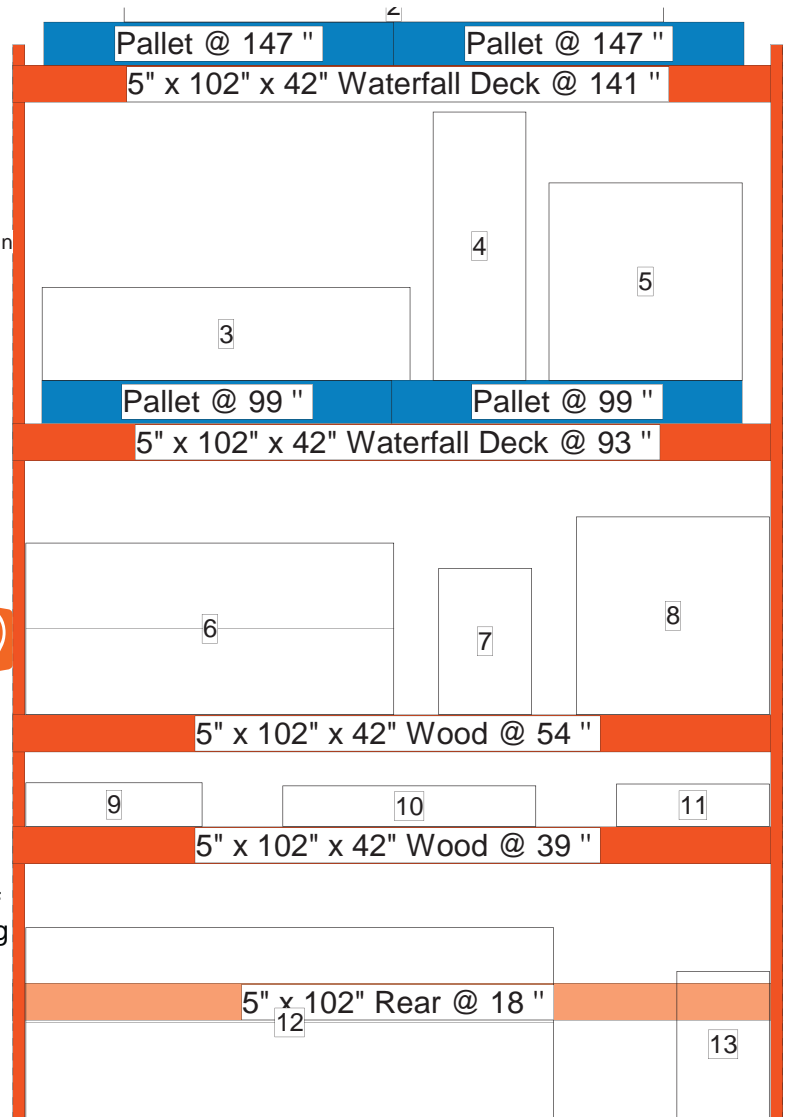 2
Pallet @ 147 " Pallet @ 147 "
5" x 102" x 42" Waterfall Deck @ 141 "
4
n
5
3
Pallet @ 99 " Pallet @ 99 "
5" x 102" x 42" Waterfall Deck @ 93 "
6
7
8
5" x 102" x 42" Wood @ 54 "
9
10
11
5" x 102" x 42" Wood @ 39 "
g
5" x 102" Rear @ 18 "
12
13